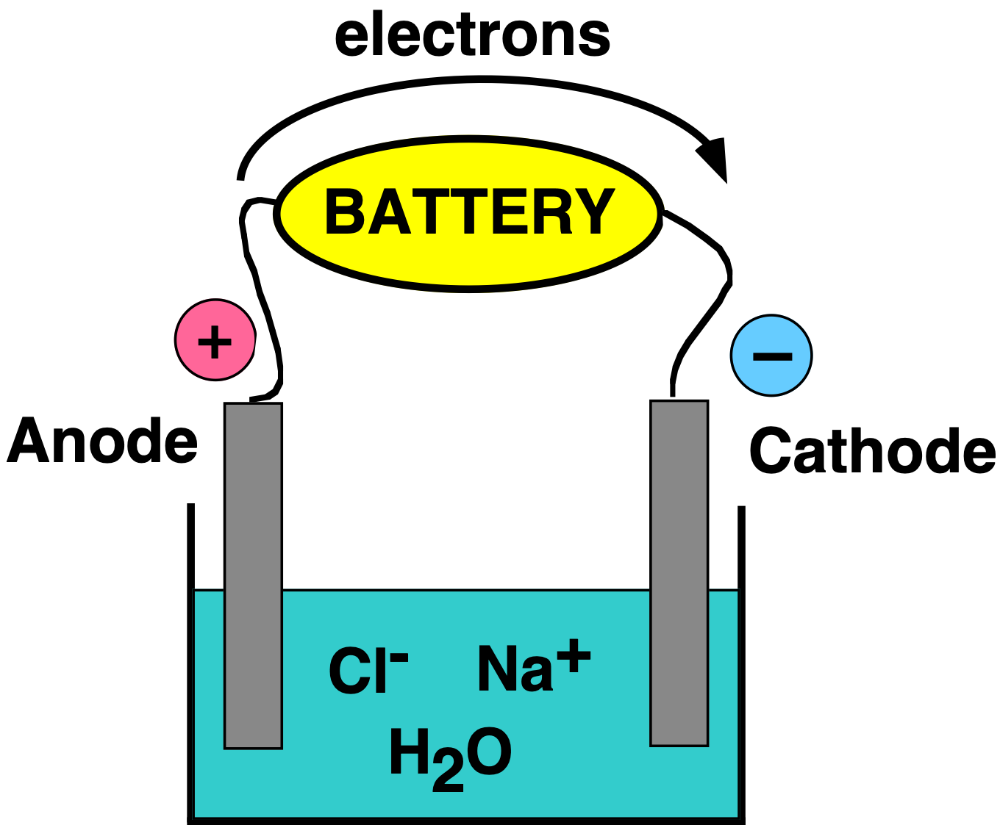 electrons
BATTERY
+
−
Anode
Cathode
Cl⁻ Na⁺
H₂O